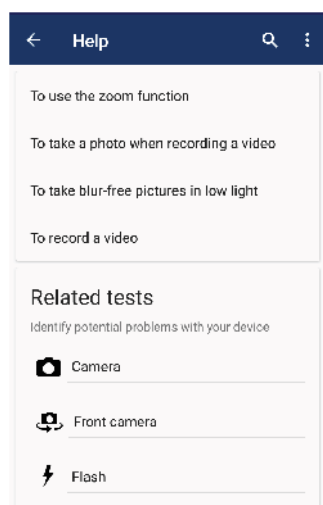 Help
To use the zoom function
To take a photo when recording a video
To take blur-free pictures in low light
To record a video
Related tests
Identify potential problems with your device
Camera
Front camera
Flash